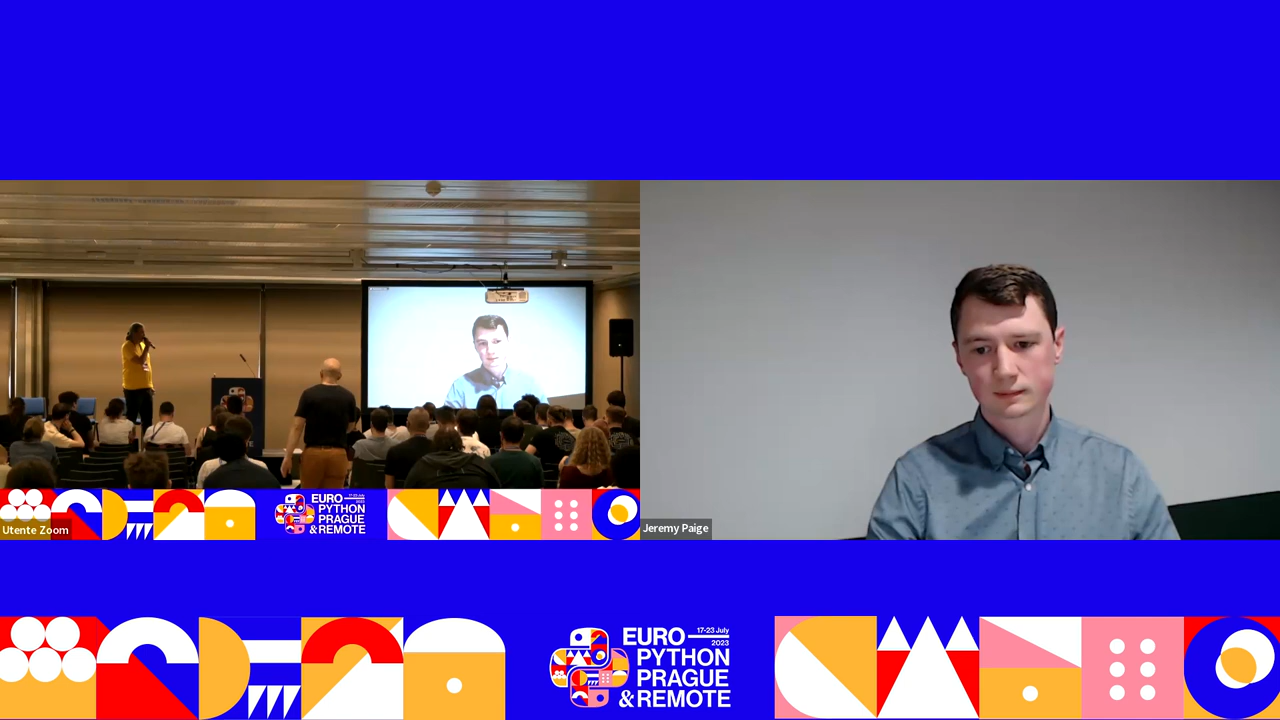 EURO
17-23 July
2023
PYTHON
PRAGUE
& REMOTE
Utente Zoom
Jeremy Paige
EURO
17-23 July
2023
PYTHON
PRAGUE
& REMOTE